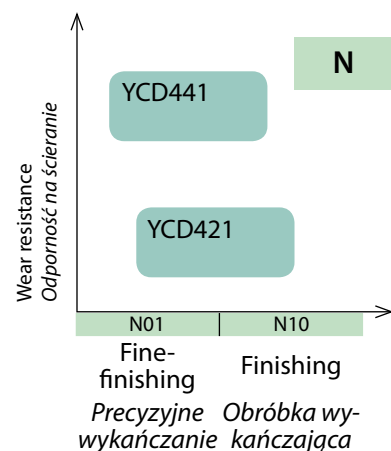 N
YCD441
YCD421
Wear resistance
Odporność na ścieranie
N01
N10
Fine-
finishing
Finishing
Precyzyjne
wykańczanie
Obróbka wy-
kańczająca